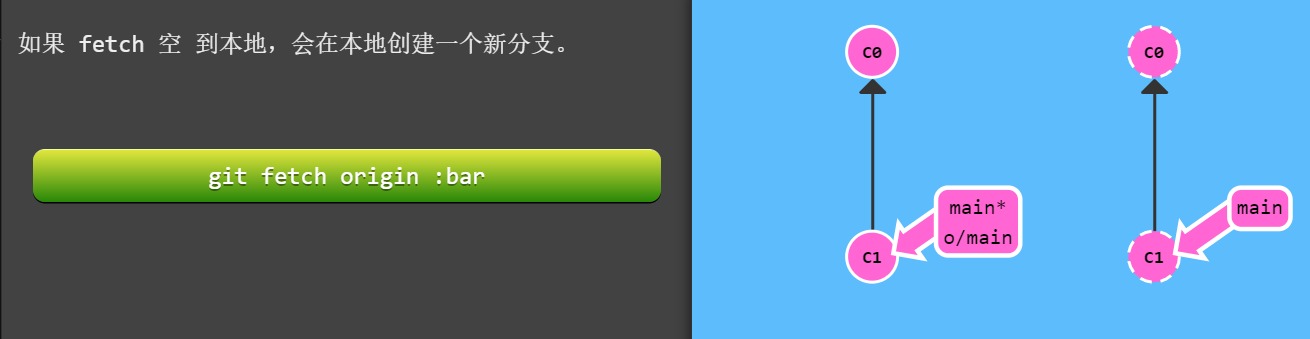 如果 fetch 空 到本地，会在本地创建一个新分支。
git fetch origin :bar
C0
C0
main*
o/main
main
C1
C1